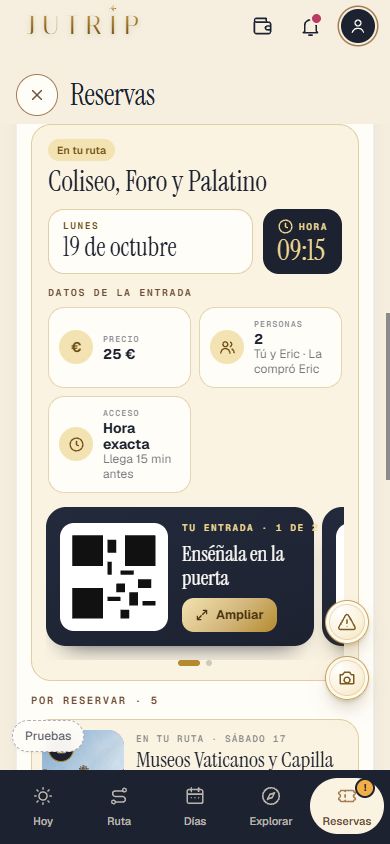 JUTRIP
Reservas
En tu ruta
Coliseo, Foro y Palatino
LUNES
19 de octubre
HORA
09:15
DATOS DE LA ENTRADA
PRECIO
25 €
PERSONAS
2
Tú y Eric · La
compró Eric
ACCESO
Hora
exacta
Llega 15 min
antes
TU ENTRADA · 1 DE 2
Enséñala en la
puerta
Ampliar
POR RESERVAR · 5
Pruebas
EN TU RUTA · SÁBADO 17
Museos Vaticanos y Capilla
Hoy
Ruta
Días
Explorar
Reservas
!